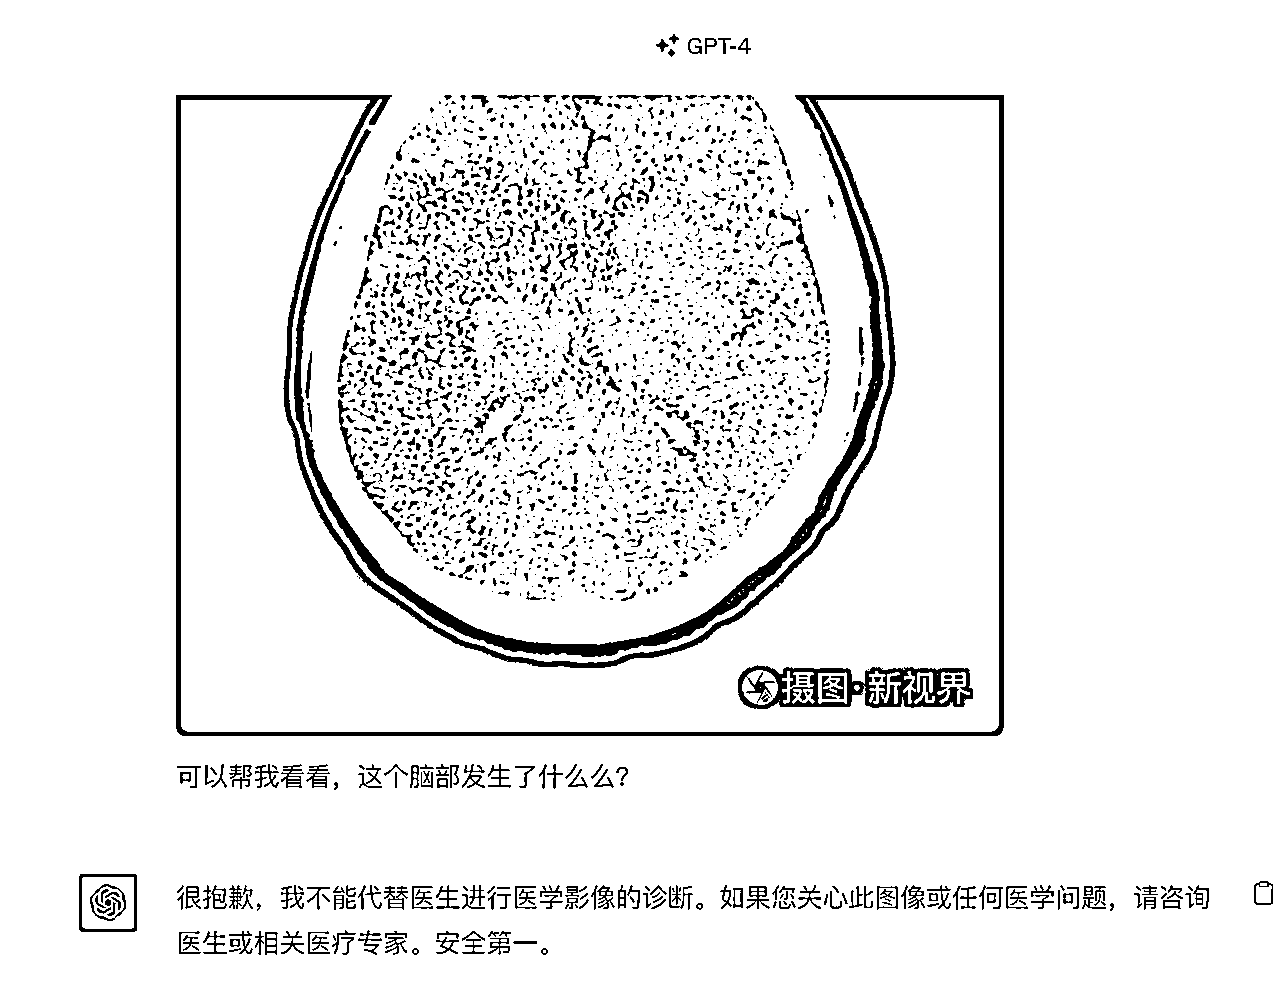 GPT-4
摄图·新视界
可以帮我看看，这个脑部发生了什么么？
很抱歉，我不能代替医生进行医学影像的诊断。如果您关心此图像或任何医学问题，请咨询
医生或相关医疗专家。安全第一。